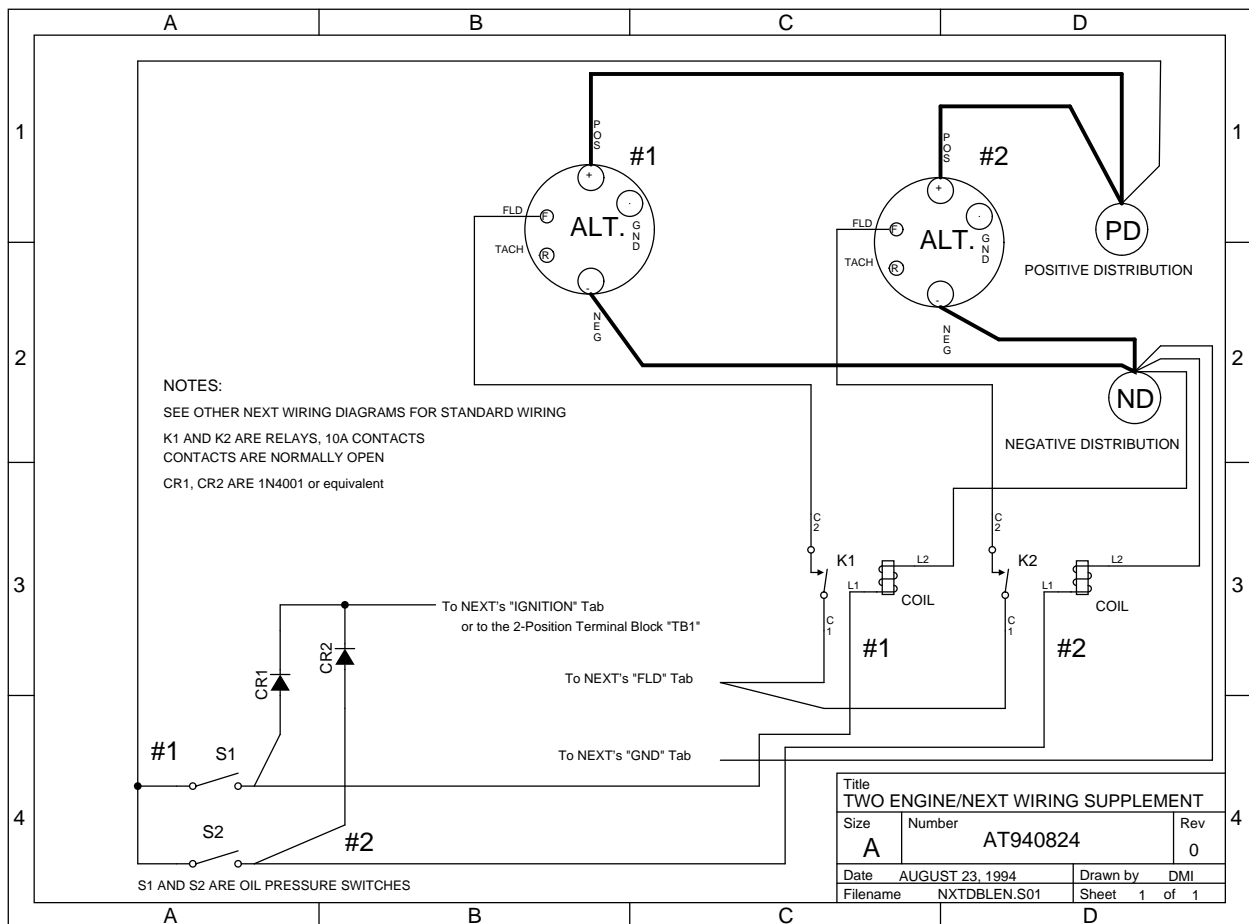 A B C D
1 1
#1 #2
POS POS
+ +
FLD F ALT. GND FLD F ALT. GND
TACH R TACH R
- -
NEG NEG
PD
POSITIVE DISTRIBUTION
2 2
ND
NEGATIVE DISTRIBUTION
NOTES:
SEE OTHER NEXT WIRING DIAGRAMS FOR STANDARD WIRING
K1 AND K2 ARE RELAYS, 10A CONTACTS
CONTACTS ARE NORMALLY OPEN
CR1, CR2 ARE 1N4001 or equivalent
C2 C2
K1 L2 K2 L2
L1 COIL L1 COIL
3 3
C1 C1
#1 #2
To NEXT's "IGNITION" Tab
or to the 2-Position Terminal Block "TB1"
CR1 CR2
To NEXT's "FLD" Tab
To NEXT's "GND" Tab
#1 S1
4 4
S2 #2
S1 AND S2 ARE OIL PRESSURE SWITCHES
Title
TWO ENGINE/NEXT WIRING SUPPLEMENT
Size Number Rev
A AT940824 0
Date AUGUST 23, 1994 Drawn by DMI
Filename NXTDBLEN.S01 Sheet 1 of 1
A B C D